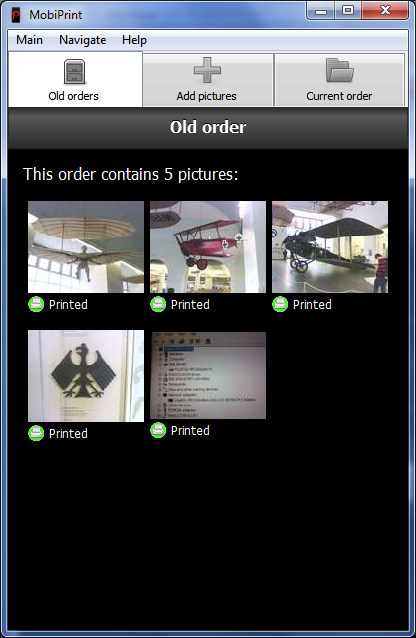 MobiPrint
Main Navigate Help
Old orders Add pictures Current order
Old order
This order contains 5 pictures:
Printed Printed Printed
Printed Printed